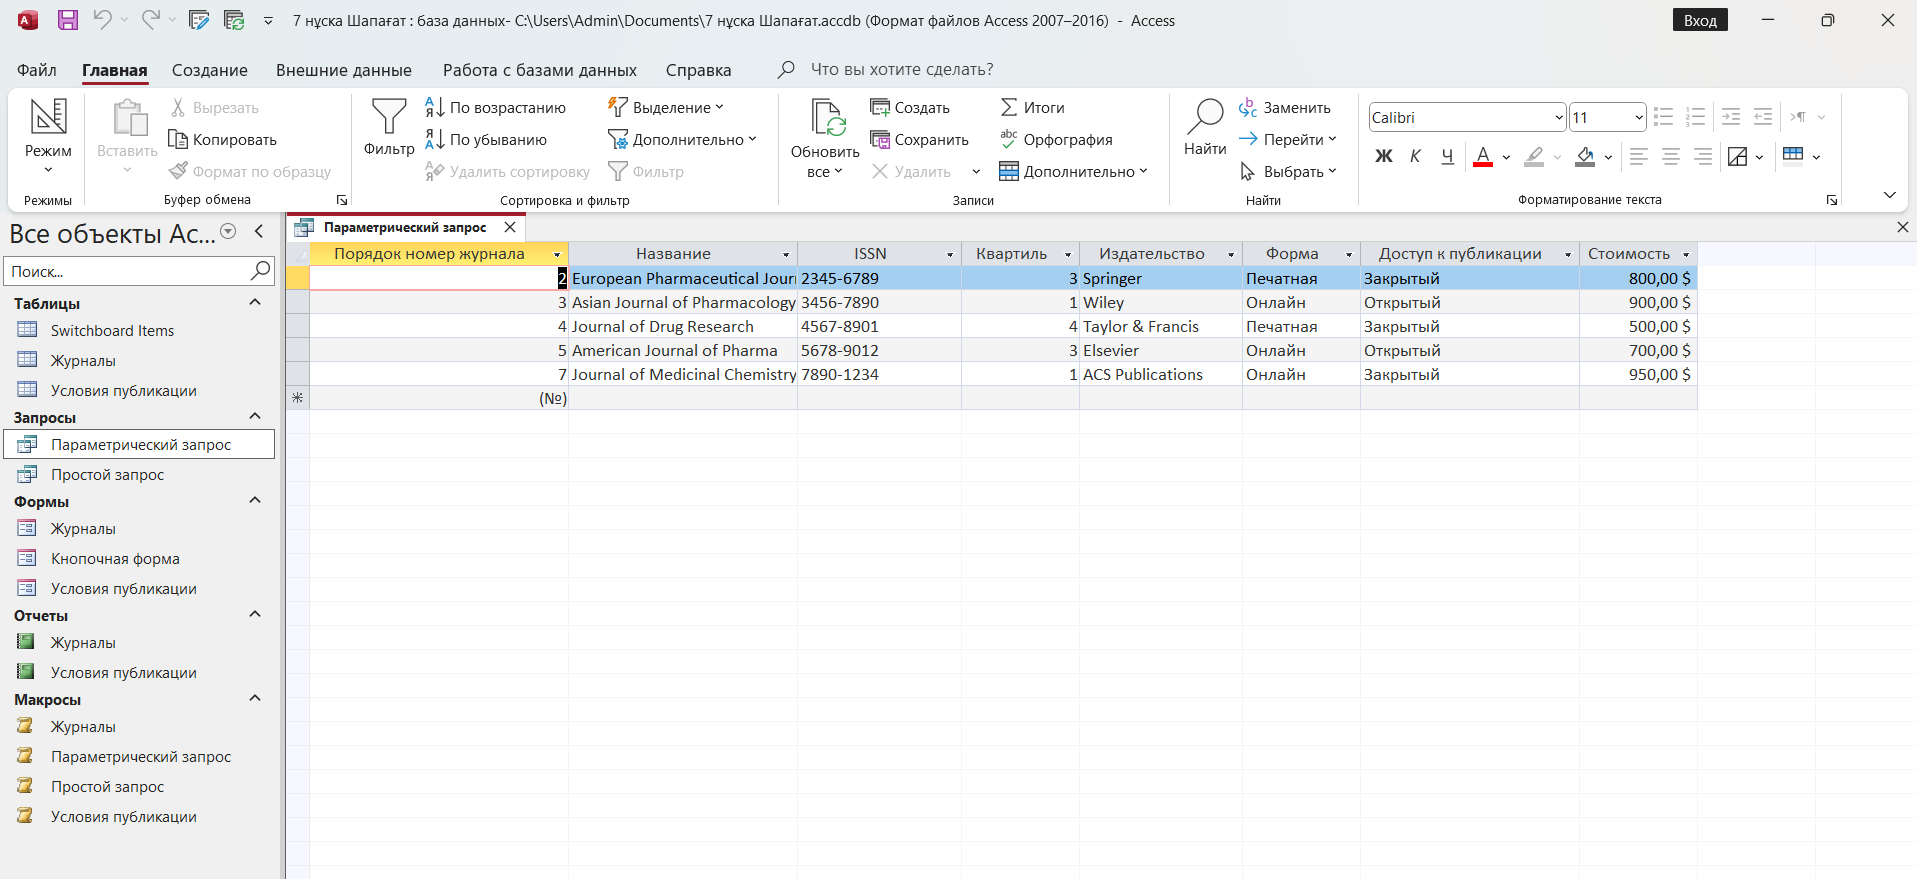 7 нұска Шапағат : база данных- C:\Users\Admin\Documents\7 нұска Шапағат.accdb (Формат файлов Access 2007–2016) - Access
Вход
Файл Главная Создание Внешние данные Работа с базами данных Справка Что вы хотите сделать?
Режим
Режимы
Вставить
Вырезать
Копировать
Формат по образцу
Буфер обмена
Фильтр
По возрастанию
По убыванию
Удалить сортировку
Выделение
Дополнительно
Фильтр
Сортировка и фильтр
Обновить
все
Создать
Сохранить
Удалить
Итоги
Орфография
Дополнительно
Записи
Найти
Заменить
Перейти
Выбрать
Найти
Calibri 11
Ж К Ч
Форматирование текста
Все объекты Ac...
Поиск...
Таблицы
Switchboard Items
Журналы
Условия публикации
Запросы
Параметрический запрос
Простой запрос
Формы
Журналы
Кнопочная форма
Условия публикации
Отчеты
Журналы
Условия публикации
Макросы
Журналы
Параметрический запрос
Простой запрос
Условия публикации
Параметрический запрос
Порядок номер журнала Название ISSN Квартиль Издательство Форма Доступ к публикации Стоимость
2 European Pharmaceutical Jour 2345-6789 3 Springer Печатная Закрытый 800,00 $
3 Asian Journal of Pharmacology 3456-7890 1 Wiley Онлайн Открытый 900,00 $
4 Journal of Drug Research 4567-8901 4 Taylor & Francis Печатная Закрытый 500,00 $
5 American Journal of Pharma 5678-9012 3 Elsevier Онлайн Открытый 700,00 $
7 Journal of Medicinal Chemistry 7890-1234 1 ACS Publications Онлайн Закрытый 950,00 $
(№)